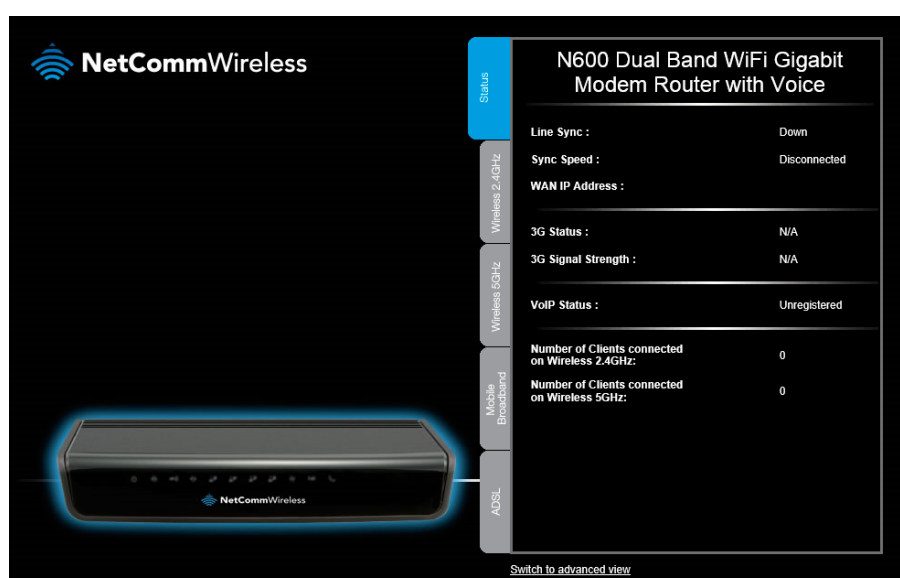 NetCommWireless
Status
Wireless 2.4GHz
Wireless 5GHz
Mobile
Broadband
ADSL
N600 Dual Band WiFi Gigabit
Modem Router with Voice
Line Sync : Down
Sync Speed : Disconnected
WAN IP Address :
3G Status : N/A
3G Signal Strength : N/A
VoIP Status : Unregistered
Number of Clients connected
on Wireless 2.4GHz: 0
Number of Clients connected
on Wireless 5GHz: 0
NetCommWireless
Switch to advanced view